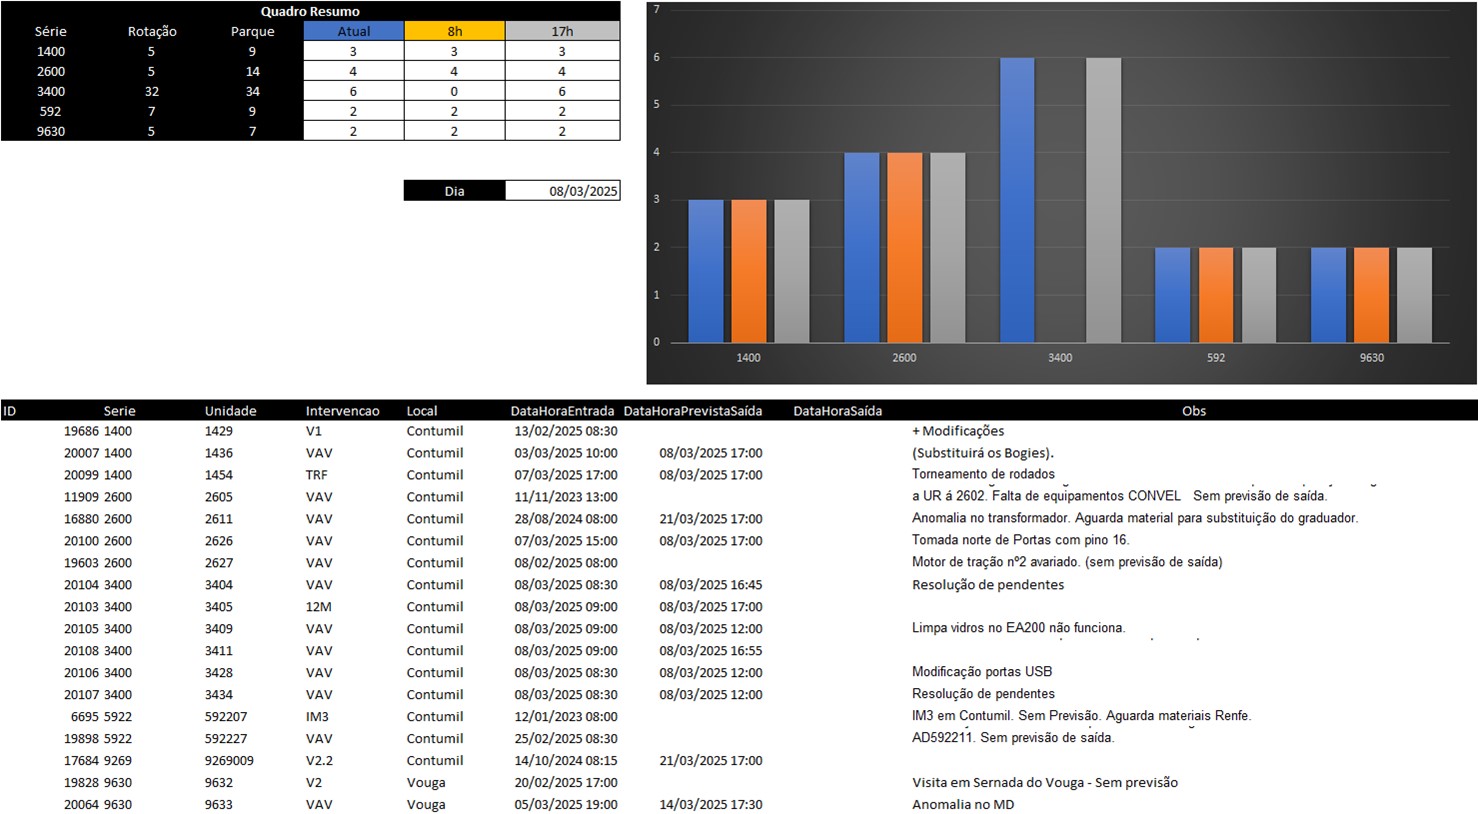 Quadro Resumo
Série Rotação Parque Atual 8h 17h
1400 5 9 3 3 3
2600 5 14 4 4 4
3400 32 34 6 0 6
592 7 9 2 2 2
9630 5 7 2 2 2
Dia 08/03/2025
7
6
5
4
3
2
1
0
1400 2600 3400 592 9630
ID Serie Unidade Intervencao Local DataHoraEntrada DataHoraPrevistaSaída DataHoraSaída Obs
19686 1400 1429 V1 Contumil 13/02/2025 08:30 + Modificações
20007 1400 1436 VAV Contumil 03/03/2025 10:00 08/03/2025 17:00 (Substituirá os Bogies).
20099 1400 1454 TRF Contumil 07/03/2025 17:00 08/03/2025 17:00 Torneamento de rodados
11909 2600 2605 VAV Contumil 11/11/2023 13:00 a UR á 2602. Falta de equipamentos CONVEL Sem previsão de saída.
16880 2600 2611 VAV Contumil 28/08/2024 08:00 21/03/2025 17:00 Anomalia no transformador. Aguarda material para substituição do graduador.
20100 2600 2626 VAV Contumil 07/03/2025 15:00 08/03/2025 17:00 Tomada norte de Portas com pino 16.
19603 2600 2627 VAV Contumil 08/02/2025 08:00 Motor de tração nº2 avariado. (sem previsão de saída)
20104 3400 3404 VAV Contumil 08/03/2025 08:30 08/03/2025 16:45 Resolução de pendentes
20103 3400 3405 12M Contumil 08/03/2025 09:00 08/03/2025 17:00
20105 3400 3409 VAV Contumil 08/03/2025 09:00 08/03/2025 12:00 Limpa vidros no EA200 não funciona.
20108 3400 3411 VAV Contumil 08/03/2025 09:00 08/03/2025 16:55
20106 3400 3428 VAV Contumil 08/03/2025 08:30 08/03/2025 12:00 Modificação portas USB
20107 3400 3434 VAV Contumil 08/03/2025 08:30 08/03/2025 12:00 Resolução de pendentes
6695 5922 592207 IM3 Contumil 12/01/2023 08:00 IM3 em Contumil. Sem Previsão. Aguarda materiais Renfe.
19898 5922 592227 VAV Contumil 25/02/2025 08:30 AD592211. Sem previsão de saída.
17684 9269 9269009 V2.2 Contumil 14/10/2024 08:15 21/03/2025 17:00
19828 9630 9632 V2 Vouga 20/02/2025 17:00 Visita em Sernada do Vouga - Sem previsão
20064 9630 9633 VAV Vouga 05/03/2025 19:00 14/03/2025 17:30 Anomalia no MD